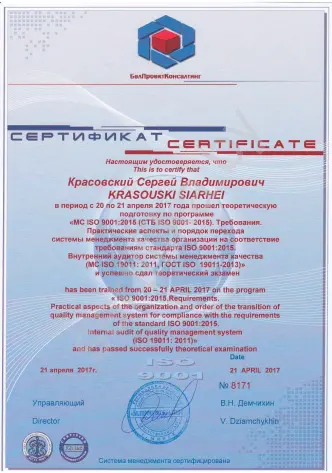 БелПроектКонсалтинг
СЕРТИФИКАТ
CERTIFICATE
Настоящим удостоверяется, что
This is to certify that
Красовский Сергей Владимирович
KRASOUSKI SIARHEI
в период с 20 по 21 апреля 2017 года прошел теоретическую
подготовку по программе
«МС ISO 9001:2015 (СТБ ISO 9001- 2015). Требования.
Практические аспекты и порядок перехода
системы менеджмента качества организации на соответствие
требованиям стандарта ISO 9001:2015.
Внутренний аудитор системы менеджмента качества
(МС ISO 19011: 2011, ГОСТ ISO 19011-2013)»
и успешно сдал теоретический экзамен
has been trained from 20 – 21 APRIL 2017 on the program
« ISO 9001:2015.Requirements.
Practical aspects of the organization and order of the transition of
quality management system for compliance with the requirements
of the standard ISO 9001:2015.
Internal audit of quality management system
(ISO 19011: 2011)»
and has passed successfully theoretical examination
Date
ISO
9001
21 апреля 2017г.
21 APRIL 2017
№ 8171
Управляющий
В.Н. Демчихин
Director
V. Dziamchykhin
Система менеджмента сертифицирована